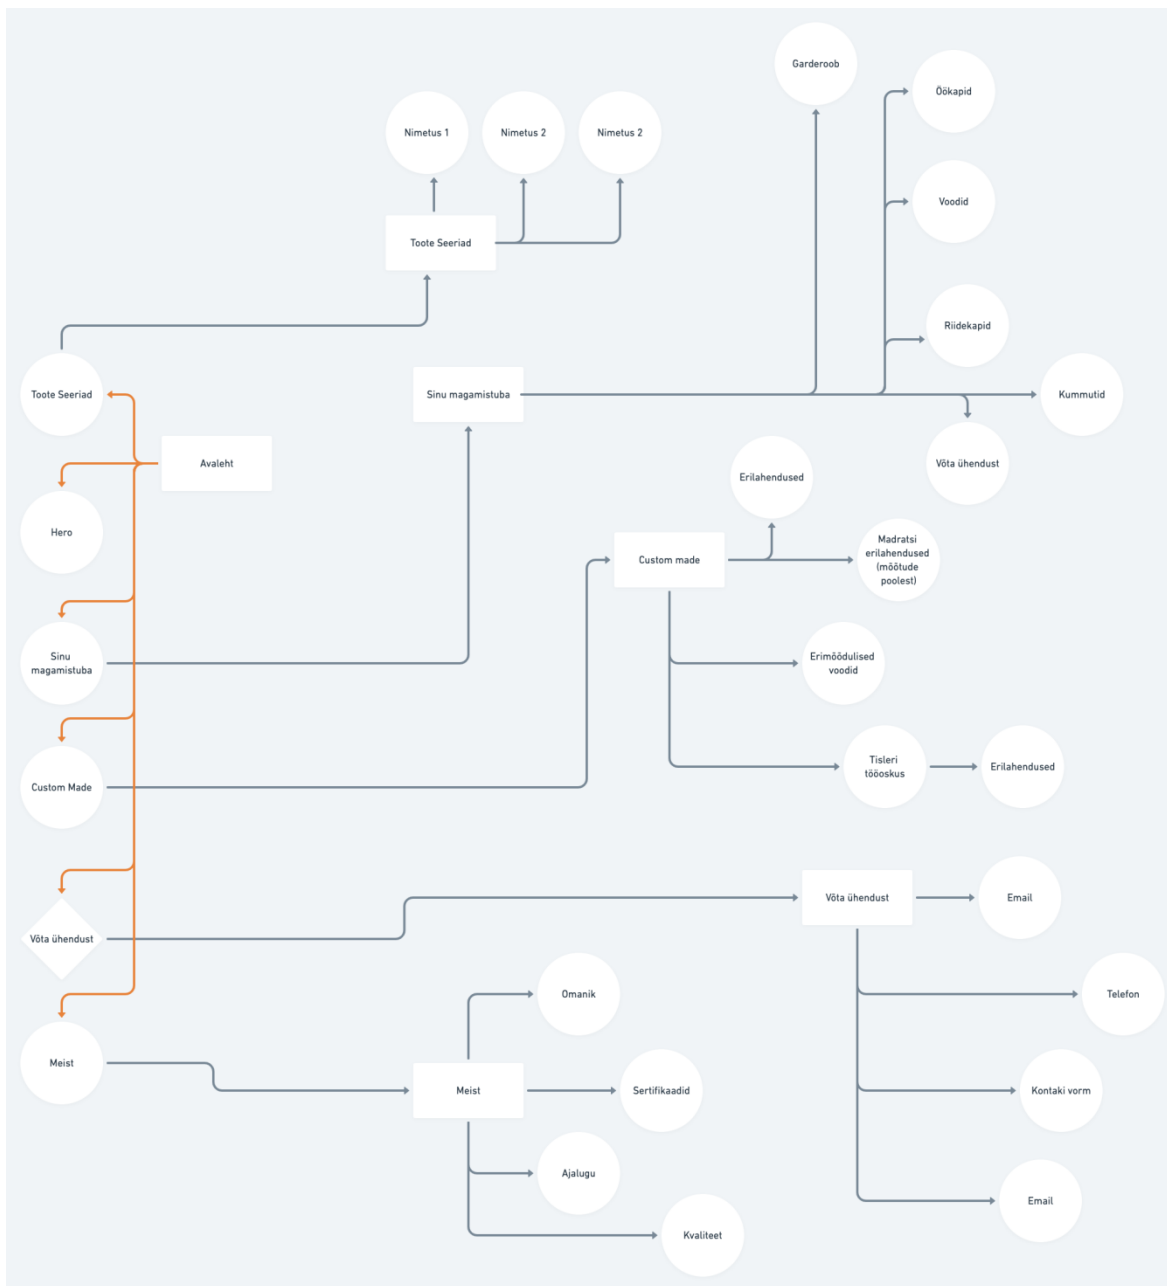 Garderoob
Öökapid
Nimetus 1
Nimetus 2
Nimetus 2
Voodid
Toote Seeriad
Riidekapid
Toote Seeriad
Sinu magamistuba
Kummutid
Avaleht
Võta ühendust
Erilahendused
Hero
Custom made
Madratsi
erilahendused
(mõõtude
poolest)
Sinu
magamistuba
Erimõõdulised
voodid
Custom Made
Tisleri
tööoskus
Erilahendused
Võta ühendust
Email
Võta ühendust
Omanik
Telefon
Meist
Meist
Sertifikaadid
Kontaki vorm
Ajalugu
Email
Kvaliteet